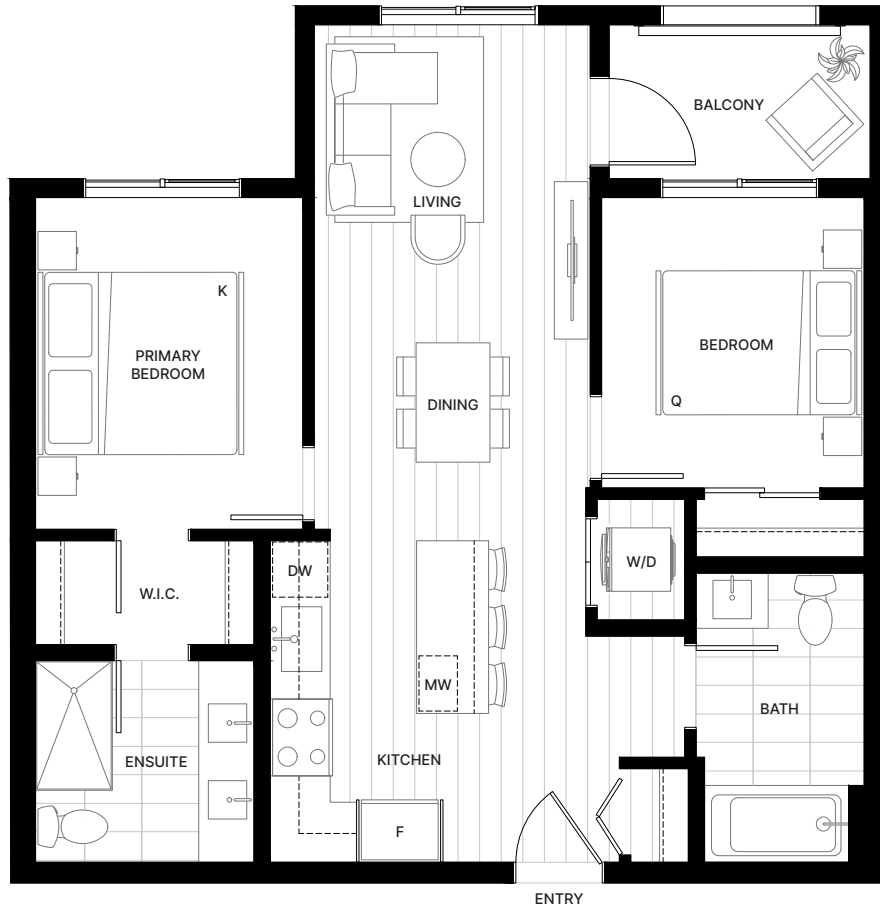 BALCONY
LIVING
K
PRIMARY
BEDROOM
BEDROOM
Q
DINING
DW
W/D
W.I.C.
MW
BATH
ENSUITE
KITCHEN
F
ENTRY